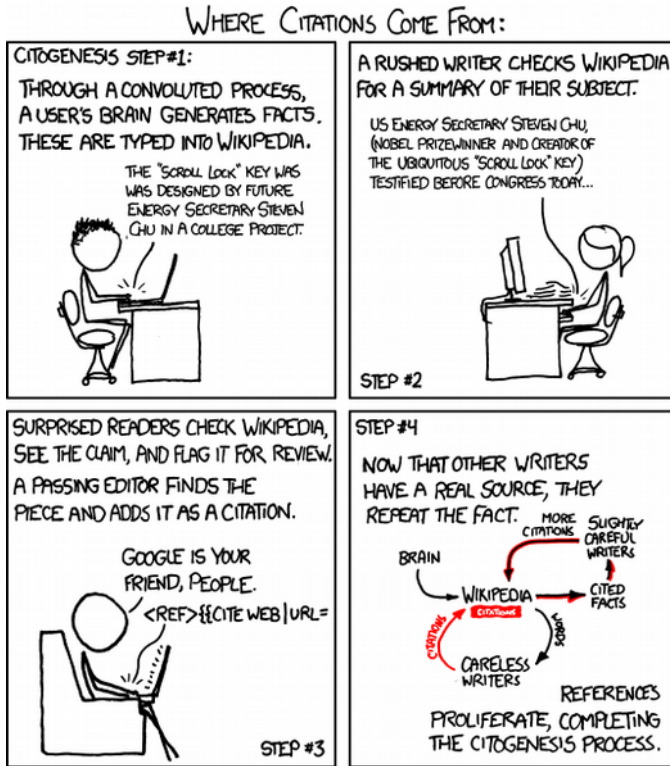 WHERE CITATIONS COME FROM:
CITOGENESIS STEP #1:
THROUGH A CONVOLUTED PROCESS,
A USER'S BRAIN GENERATES FACTS.
THESE ARE TYPED INTO WIKIPEDIA.
THE "SCROLL LOCK" KEY WAS
WAS DESIGNED BY FUTURE
ENERGY SECRETARY STEVEN
CHU IN A COLLEGE PROJECT.
A RUSHED WRITER CHECKS WIKIPEDIA
FOR A SUMMARY OF THEIR SUBJECT.
US ENERGY SECRETARY STEVEN CHU,
(NOBEL PRIZEWINNER AND CREATOR OF
THE UBIQUITOUS "SCROLL LOCK" KEY)
TESTIFIED BEFORE CONGRESS TODAY...
STEP #2
SURPRISED READERS CHECK WIKIPEDIA,
SEE THE CLAIM, AND FLAG IT FOR REVIEW.
A PASSING EDITOR FINDS THE
PIECE AND ADDS IT AS A CITATION.
GOOGLE IS YOUR
FRIEND, PEOPLE.
<REF>{{CITE WEB|URL=
STEP #3
STEP #4
NOW THAT OTHER WRITERS
HAVE A REAL SOURCE, THEY
REPEAT THE FACT.
BRAIN
WIKIPEDIA
CITATIONS
WORDS
CARELESS
WRITERS
CITATIONS
CITED
FACTS
SLIGHTLY
CAREFUL
WRITERS
MORE
CITATIONS
REFERENCES
PROLIFERATE, COMPLETING
THE CITOGENESIS PROCESS.